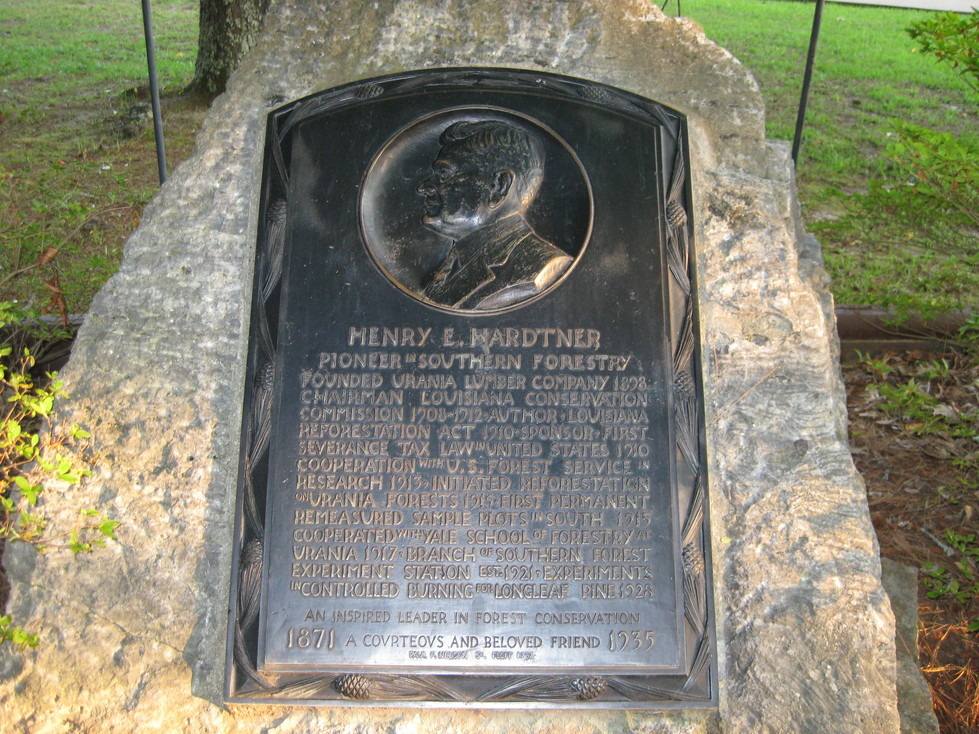 HENRY E. HARDTNER
PIONEER IN SOUTHERN FORESTRY
FOUNDED URANIA LUMBER COMPANY 1898
CHAIRMAN LOUISIANA CONSERVATION
COMMISSION 1908-1912·AUTHOR·LOUISIANA
REFORESTATION ACT 1910·SPONSOR·FIRST
SEVERANCE TAX LAW IN UNITED STATES 1910
COOPERATION WITH U.S. FOREST SERVICE IN
RESEARCH 1913·INITIATED REFORESTATION
ON URANIA FORESTS 1913·FIRST PERMANENT
REMEASURED SAMPLE PLOTS IN SOUTH 1915
COOPERATED WITH YALE SCHOOL OF FORESTRY AT
URANIA 1917·BRANCH OF SOUTHERN FOREST
EXPERIMENT STATION EST. 1921·EXPERIMENTS
IN CONTROLLED BURNING FOR LONGLEAF PINE 1928
AN INSPIRED LEADER IN FOREST CONSERVATION
1871 A COVRTEOVS AND BELOVED FRIEND 1935